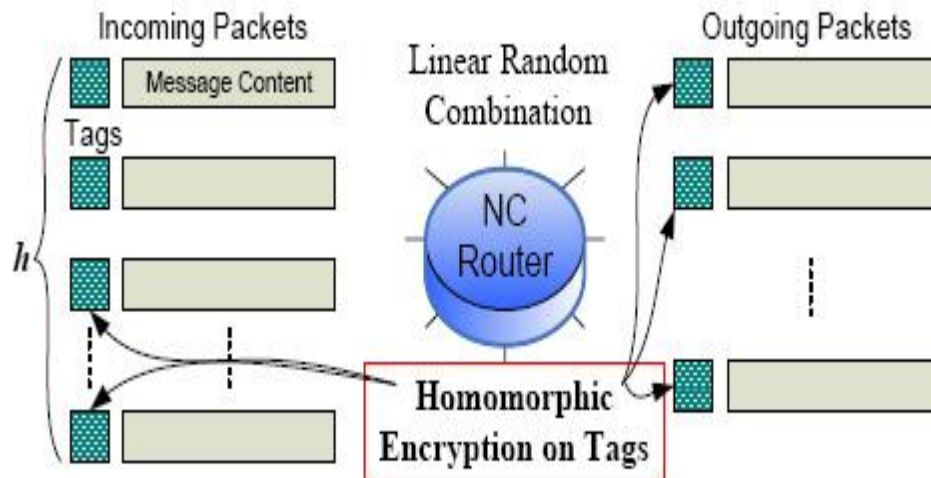 Incoming Packets
Message Content
Tags
h
Linear Random
Combination
NC
Router
Homomorphic
Encryption on Tags
Outgoing Packets